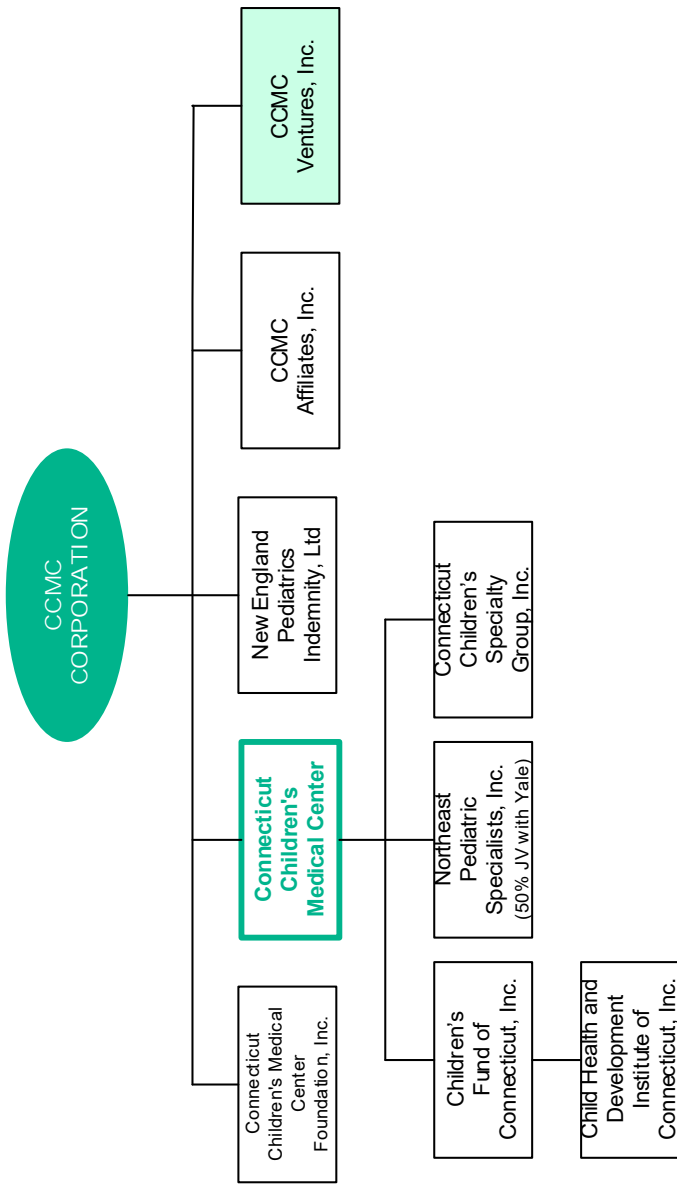 CCMC
CORPORATION
Connecticut
Children's Medical
Center
Foundation, Inc.
Connecticut
Children's
Medical Center
New England
Pediatrics
Indemnity, Ltd
CCMC
Affiliates, Inc.
CCMC
Ventures, Inc.
Children's
Fund of
Connecticut, Inc.
Northeast
Pediatric
Specialists, Inc.
(50% JV with Yale)
Connecticut
Children's
Specialty
Group, Inc.
Child Health and
Development
Institute of
Connecticut, Inc.